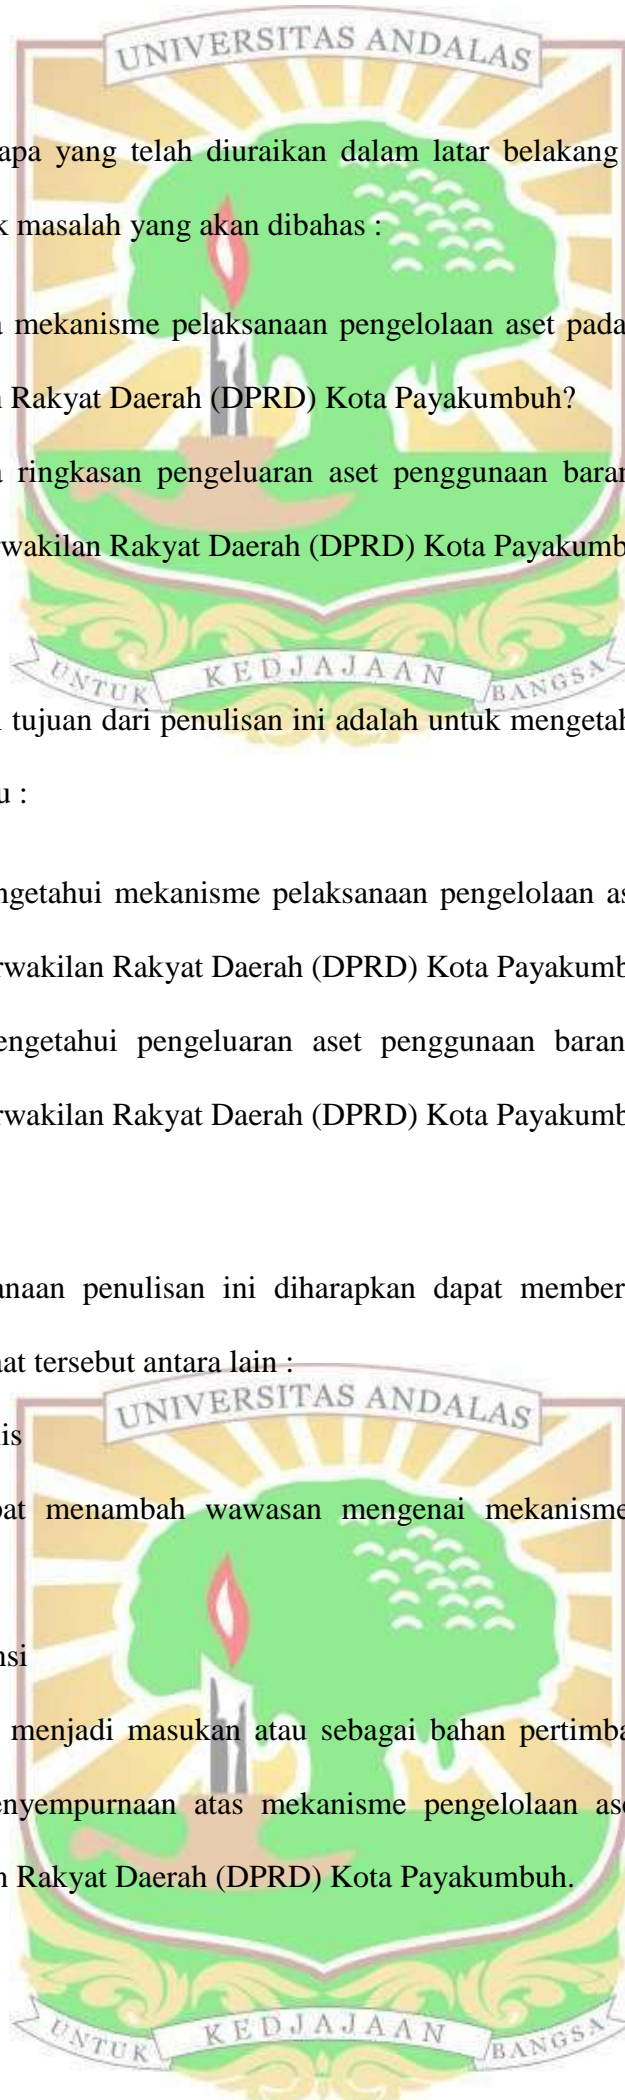 UNIVERSITAS ANDALAS
apa yang telah diuraikan dalam latar belakang
k masalah yang akan dibahas :
a mekanisme pelaksanaan pengelolaan aset pada
n Rakyat Daerah (DPRD) Kota Payakumbuh?
a ringkasan pengeluaran aset penggunaan baran
rwakilan Rakyat Daerah (DPRD) Kota Payakumb
UNTUK KEDJAJAAN BANGSA
tujuan dari penulisan ini adalah untuk mengetah
u :
ngetahui mekanisme pelaksanaan pengelolaan as
rwakilan Rakyat Daerah (DPRD) Kota Payakumb
engetahui pengeluaran aset penggunaan baran
rwakilan Rakyat Daerah (DPRD) Kota Payakumb
anaan penulisan ini diharapkan dapat member
aat tersebut antara lain :
UNIVERSITAS ANDALAS
lis
pat menambah wawasan mengenai mekanisme
nsi
menjadi masukan atau sebagai bahan pertimba
enyempurnaan atas mekanisme pengelolaan ase
n Rakyat Daerah (DPRD) Kota Payakumbuh.
UNTUK KEDJAJAAN BANGSA